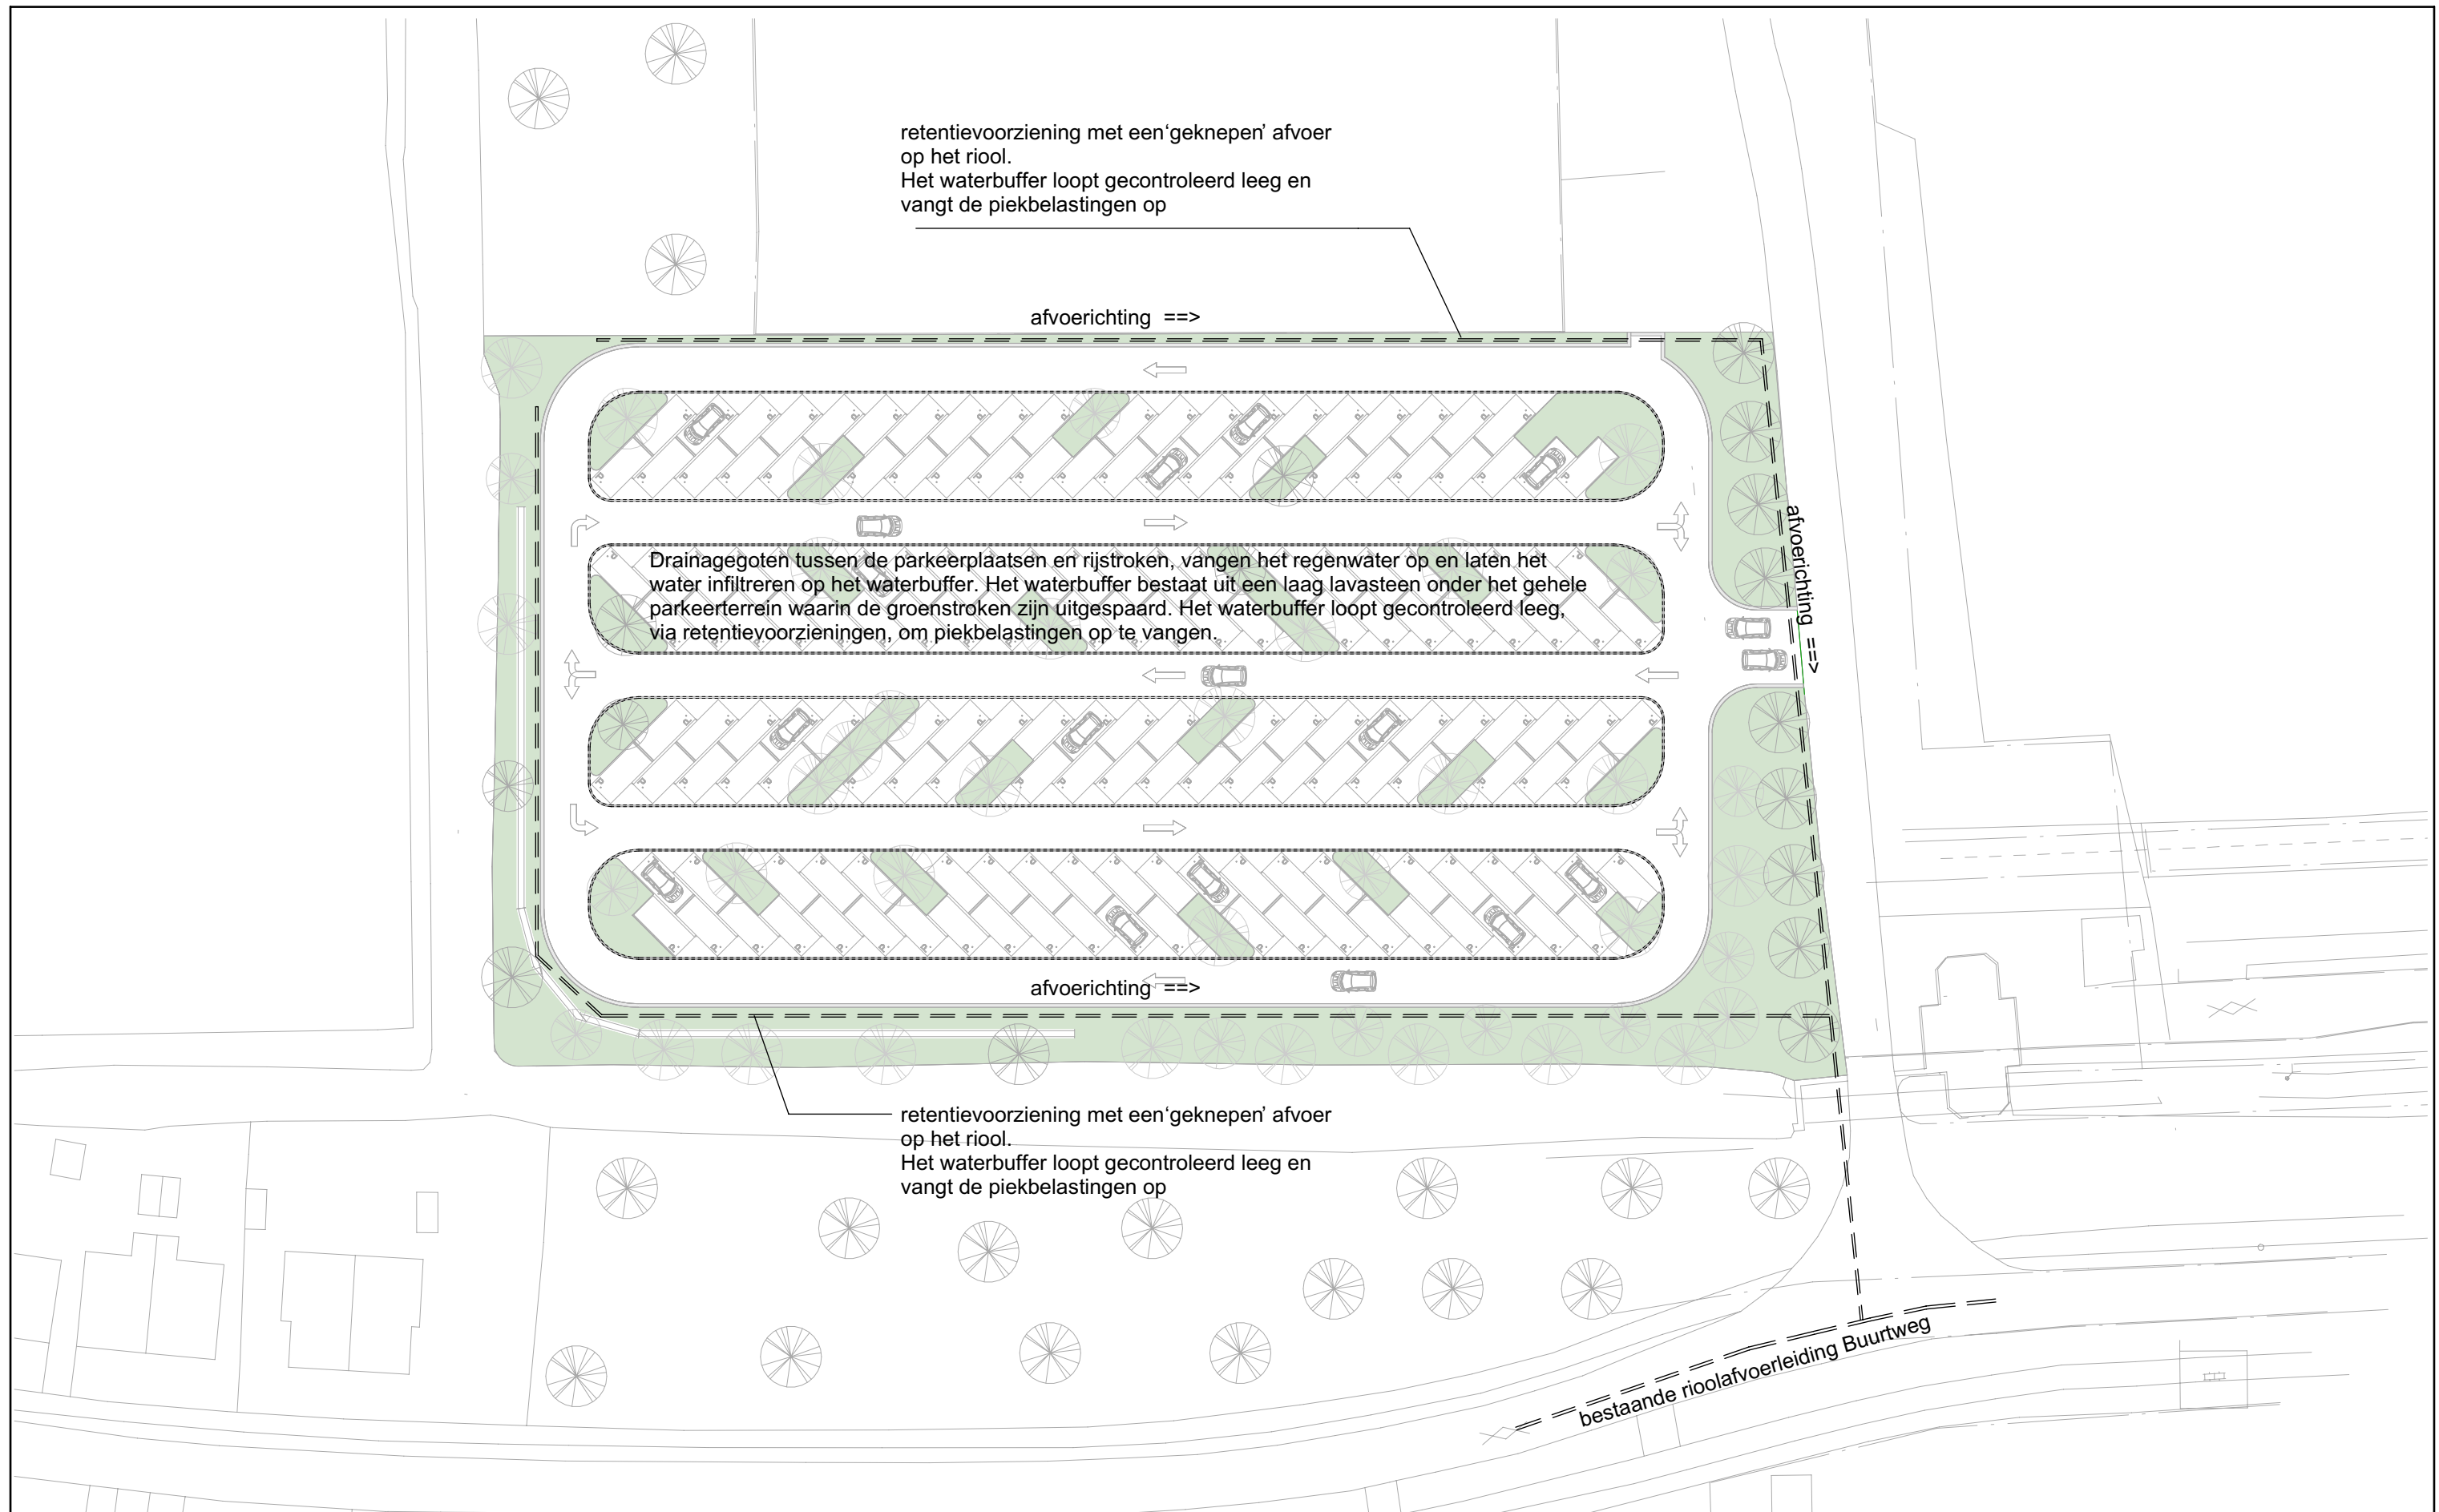 retentievoorziening met een‘geknepen’ afvoer
op het riool.
Het waterbuffer loopt gecontroleerd leeg en
vangt de piekbelastingen op
afvoerichting ==>
Drainagegoten tussen de parkeerplaatsen en rijstroken, vangen het regenwater op en laten het
water infiltreren op het waterbuffer. Het waterbuffer bestaat uit een laag lavasteen onder het gehele
parkeerterrein waarin de groenstroken zijn uitgespaard. Het waterbuffer loopt gecontroleerd leeg,
via retentievoorzieningen, om piekbelastingen op te vangen.
afvoerichting ==>
afvoerichting ==>
retentievoorziening met een‘geknepen’ afvoer
op het riool.
Het waterbuffer loopt gecontroleerd leeg en
vangt de piekbelastingen op
bestaande rioolafvoerleiding Buurtweg